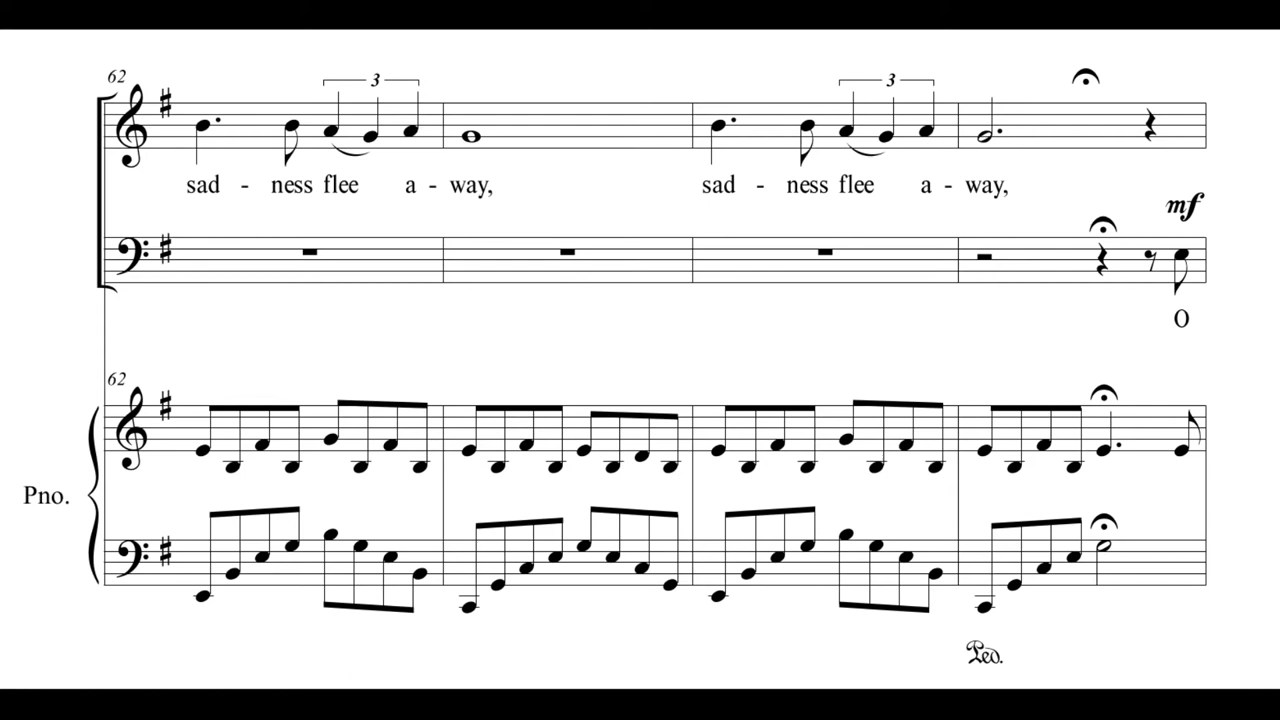 62
3 3
sad - ness flee a - way, sad - ness flee a - way,
mf
O
62
Pno.
Ped.